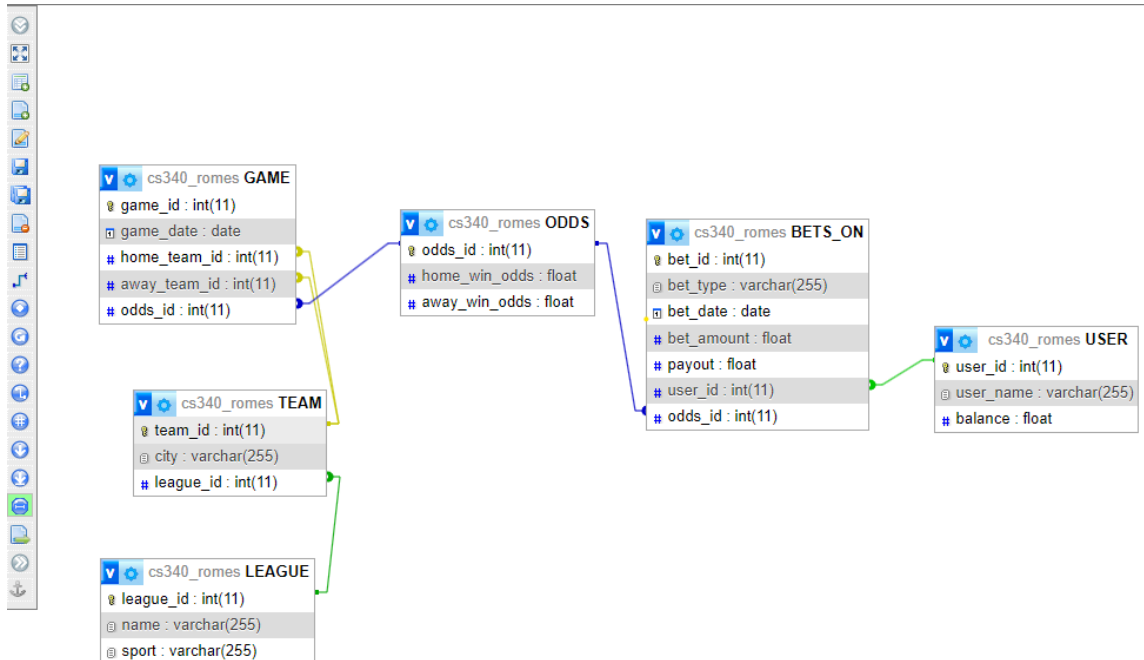 cs340_romes GAME
game_id : int(11)
game_date : date
home_team_id : int(11)
away_team_id : int(11)
odds_id : int(11)
cs340_romes ODDS
odds_id : int(11)
home_win_odds : float
away_win_odds : float
cs340_romes BETS_ON
bet_id : int(11)
bet_type : varchar(255)
bet_date : date
bet_amount : float
payout : float
user_id : int(11)
odds_id : int(11)
cs340_romes USER
user_id : int(11)
user_name : varchar(255)
balance : float
cs340_romes TEAM
team_id : int(11)
city : varchar(255)
league_id : int(11)
cs340_romes LEAGUE
league_id : int(11)
name : varchar(255)
sport : varchar(255)